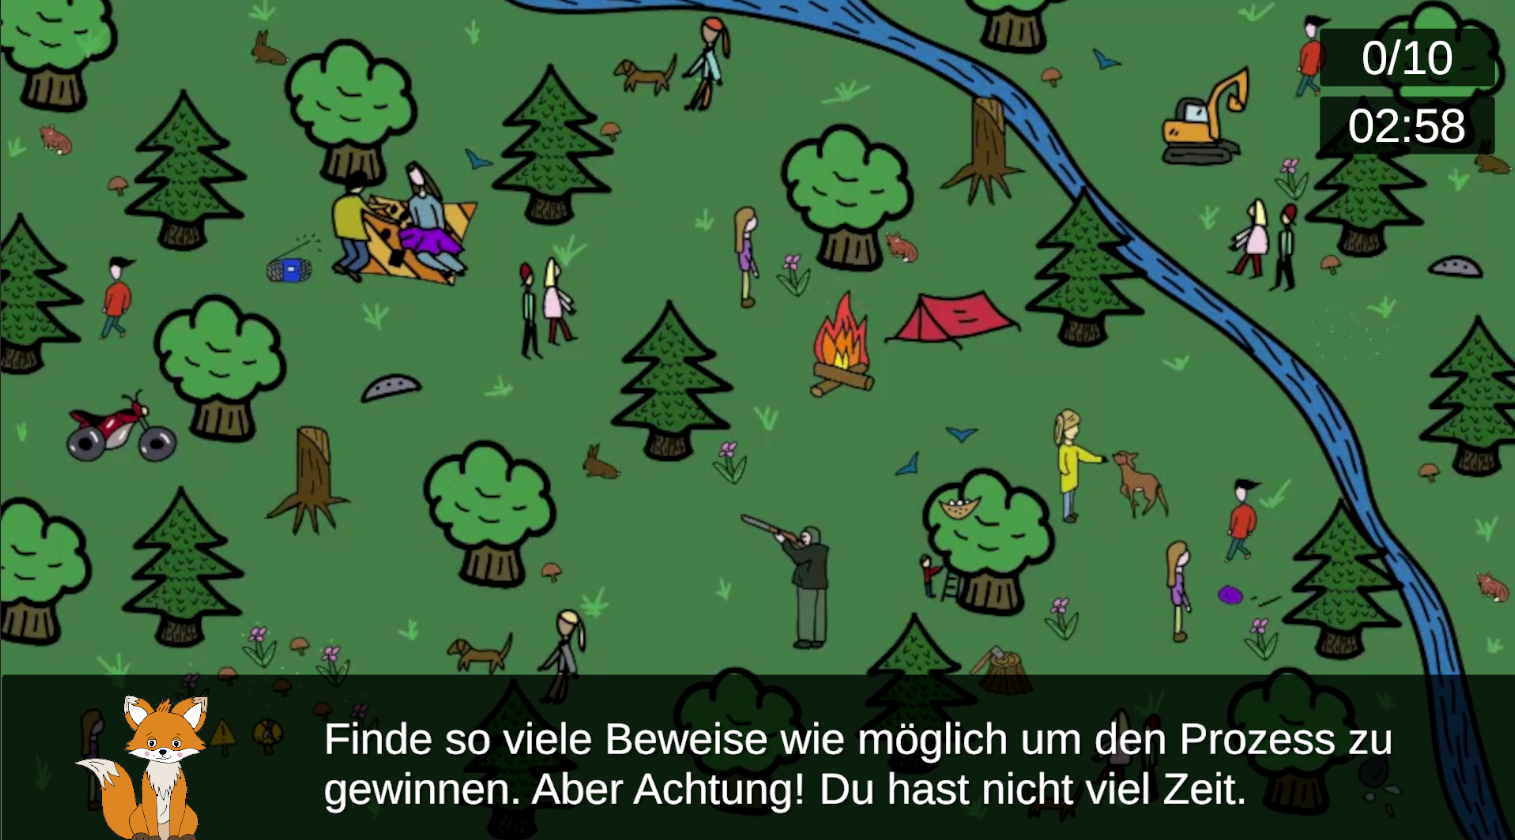 0/10
02:58
Finde so viele Beweise wie möglich um den Prozess zu
gewinnen. Aber Achtung! Du hast nicht viel Zeit.